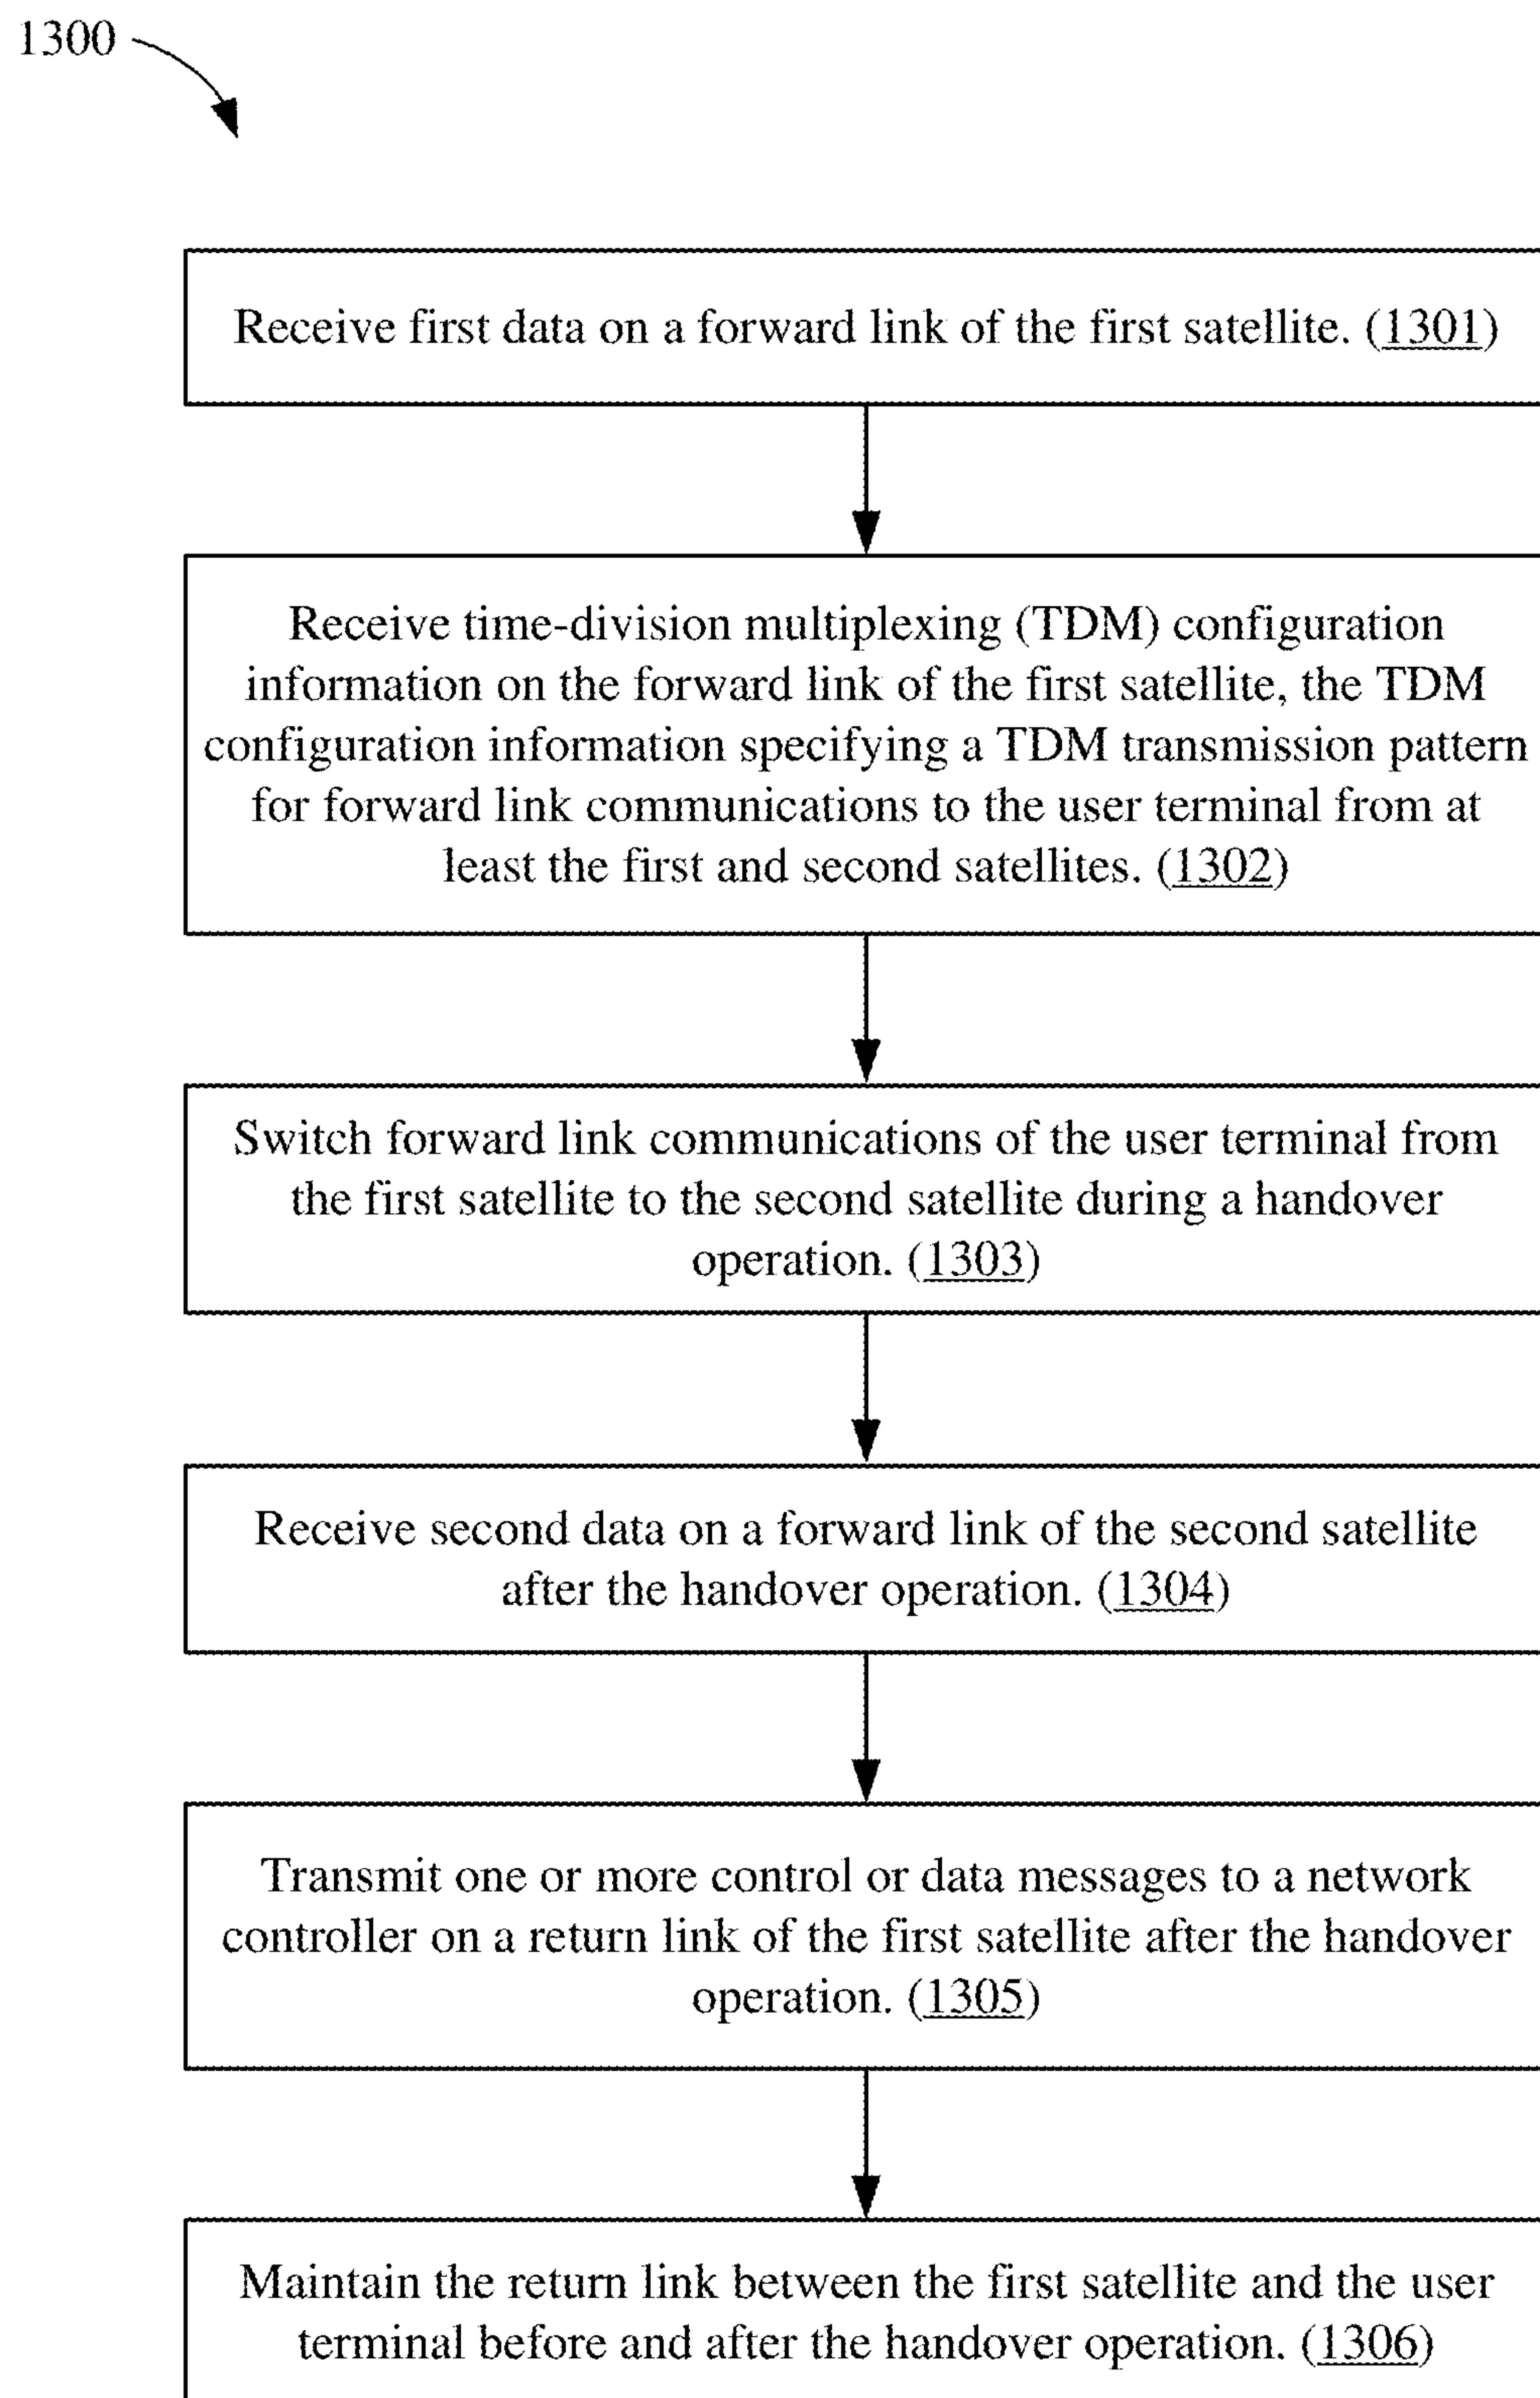 1300
Receive first data on a forward link of the first satellite. (1301)
Receive time-division multiplexing (TDM) configuration
information on the forward link of the first satellite, the TDM
configuration information specifying a TDM transmission pattern
for forward link communications to the user terminal from at
least the first and second satellites. (1302)
Switch forward link communications of the user terminal from
the first satellite to the second satellite during a handover
operation. (1303)
Receive second data on a forward link of the second satellite
after the handover operation. (1304)
Transmit one or more control or data messages to a network
controller on a return link of the first satellite after the handover
operation. (1305)
Maintain the return link between the first satellite and the user
terminal before and after the handover operation. (1306)